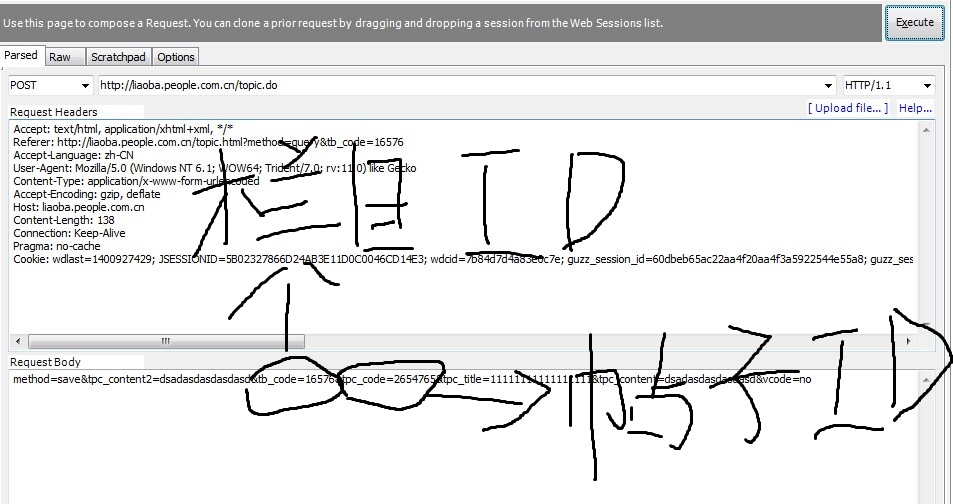 Use this page to compose a Request. You can clone a prior request by dragging and dropping a session from the Web Sessions list.
Execute
Parsed Raw Scratchpad Options
POST http://liaoba.people.com.cn/topic.do HTTP/1.1
Request Headers [ Upload file... ] Help...
Accept: text/html, application/xhtml+xml, */*
Referer: http://liaoba.people.com.cn/topic.html?method=query&tb_code=16576
Accept-Language: zh-CN
User-Agent: Mozilla/5.0 (Windows NT 6.1; WOW64; Trident/7.0; rv:11.0) like Gecko
Content-Type: application/x-www-form-urlencoded
Accept-Encoding: gzip, deflate
Host: liaoba.people.com.cn
Content-Length: 138
Connection: Keep-Alive
Pragma: no-cache
Cookie: wdlast=1400927429; JSESSIONID=5B02327866D24AB3E11D0C0046CD14E3; wdcid=7b84d7d4a83e0c7e; guzz_session_id=60dbeb65ac22aa4f20aa4f3a5922544e55a8; guzz_ses
栏目ID
Request Body
method=save&tpc_content2=dsadasdasdasdasd&tb_code=16576&tpc_code=2654765&tpc_title=1111111111111111&tpc_content=dsadasdasdasdasd&vcode=no
帖子ID